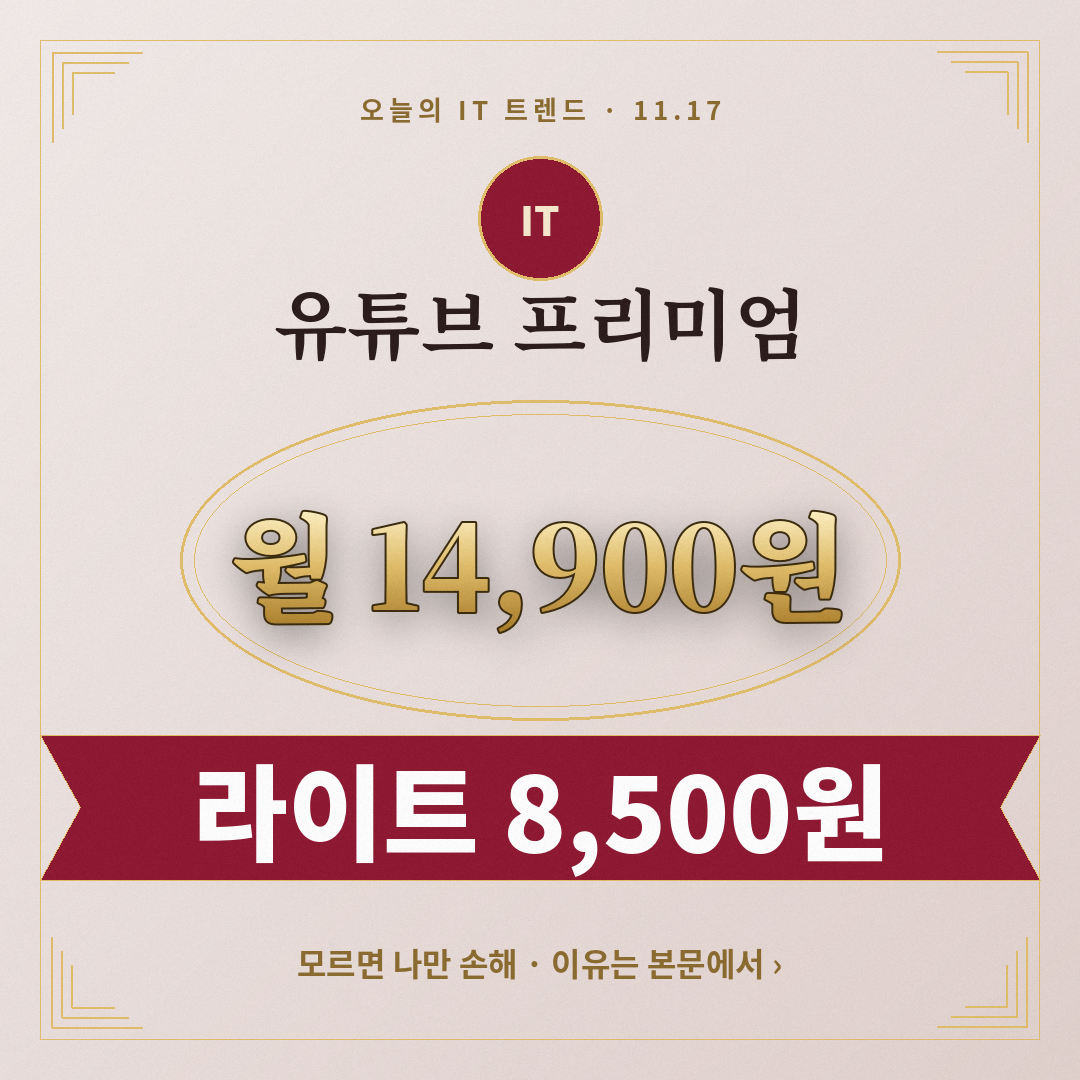 오늘의 IT 트렌드 · 11.17
IT
유튜브 프리미엄
월 14,900원
라이트 8,500원
모르면 나만 손해 · 이유는 본문에서 ›